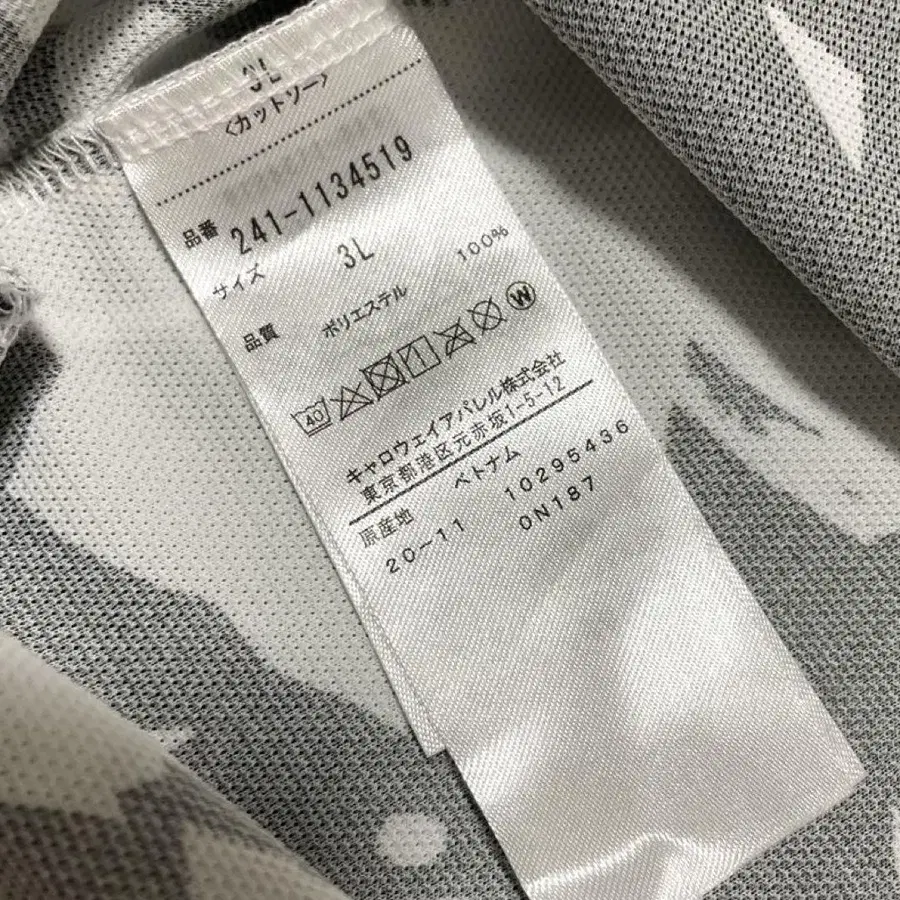 3L
〈カットソー〉
品番 241-1134519
サイズ 3L
品質 ポリエステル 100%
40 W
キャロウェイアパレル株式会社
東京都港区元赤坂1-5-12
原産地 ベトナム
20-11 10295436
0N187